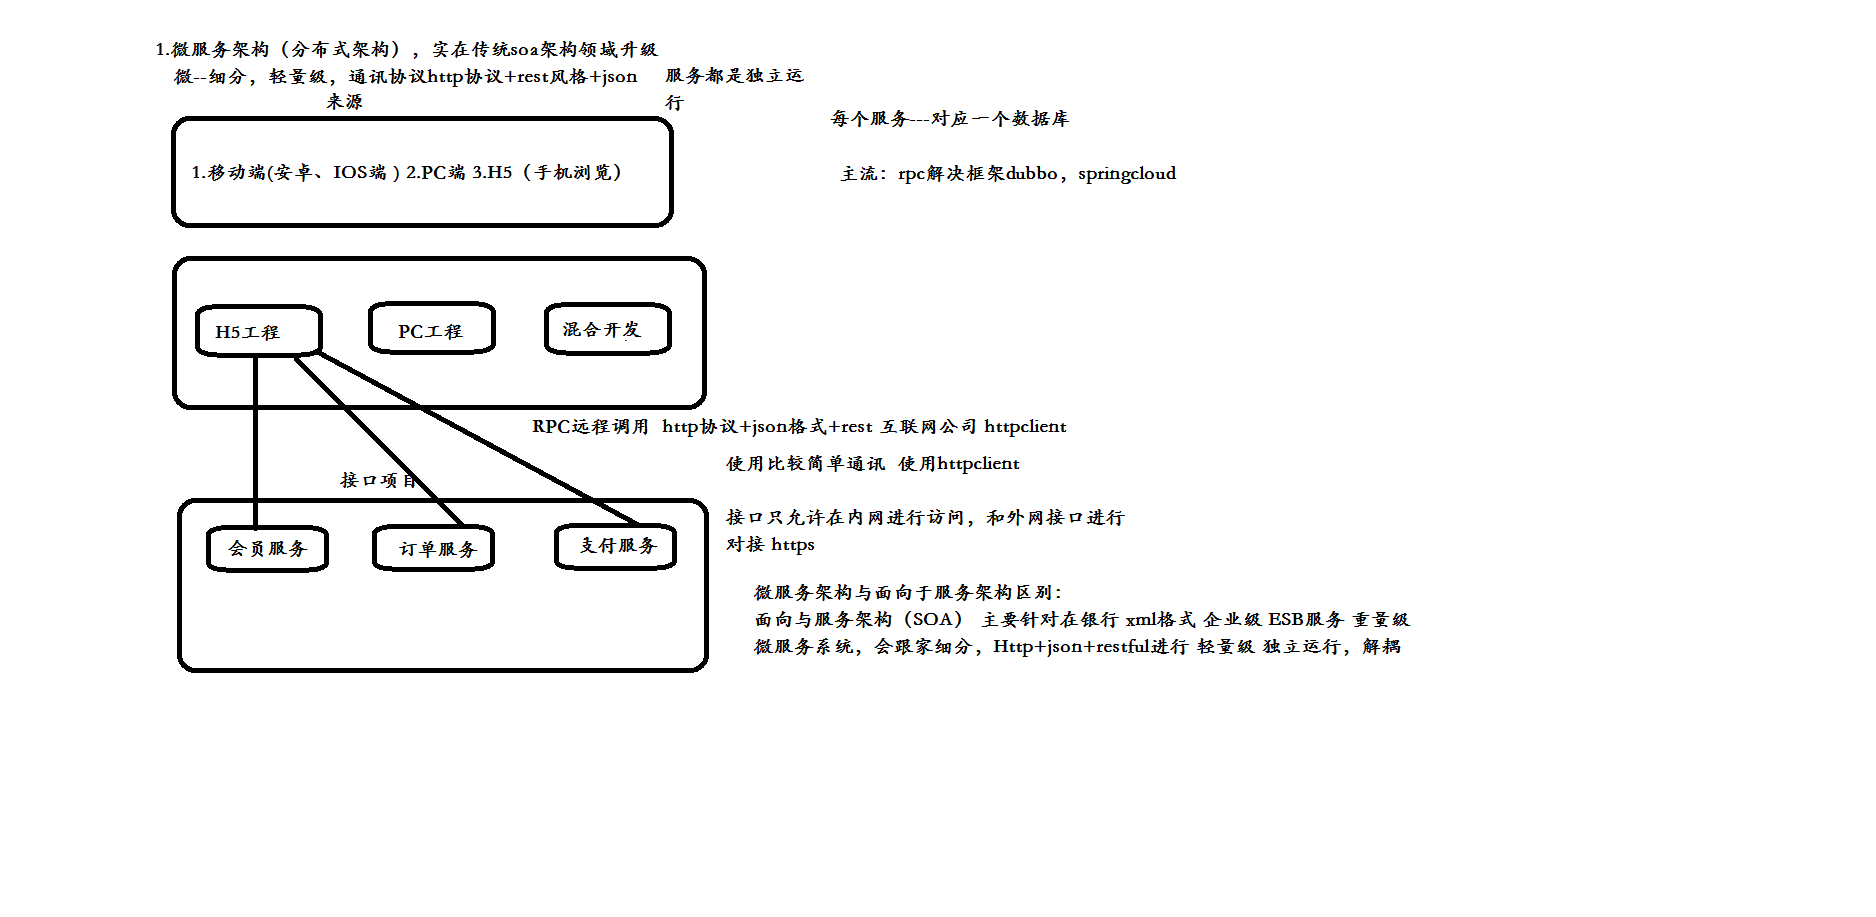 1.微服务架构（分布式架构），实在传统soa架构领域升级
微--细分，轻量级，通讯协议http协议+rest风格+json
服务都是独立运
行
来源
每个服务---对应一个数据库
1.移动端(安卓、IOS端 ) 2.PC端 3.H5（手机浏览）
主流：rpc解决框架dubbo，springcloud
H5工程
PC工程
混合开发
RPC远程调用 http协议+json格式+rest 互联网公司 httpclient
使用比较简单通讯 使用httpclient
接口项目
接口只允许在内网进行访问，和外网接口进行
对接 https
会员服务
订单服务
支付服务
微服务架构与面向于服务架构区别：
面向与服务架构（SOA） 主要针对在银行 xml格式 企业级 ESB服务 重量级
微服务系统，会跟家细分，Http+json+restful进行 轻量级 独立运行，解耦